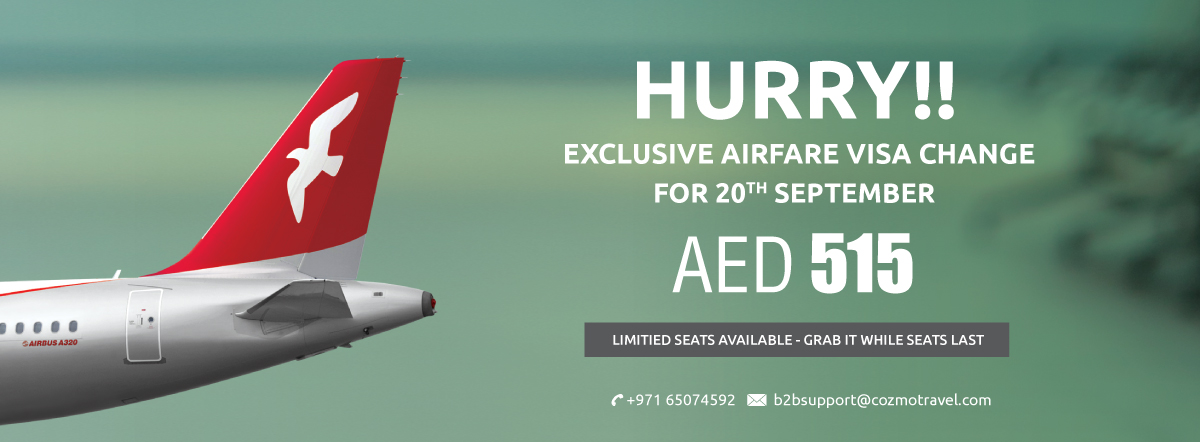 HURRY!!
EXCLUSIVE AIRFARE VISA CHANGE
FOR 20TH SEPTEMBER
AED 515
LIMITIED SEATS AVAILABLE - GRAB IT WHILE SEATS LAST
+971 65074592 b2bsupport@cozmotravel.com
AIRBUS A320